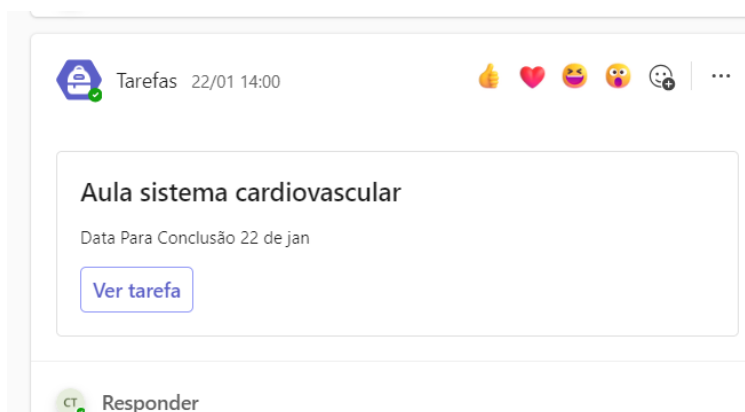 Tarefas 22/01 14:00
Aula sistema cardiovascular
Data Para Conclusão 22 de jan
Ver tarefa
CT Responder